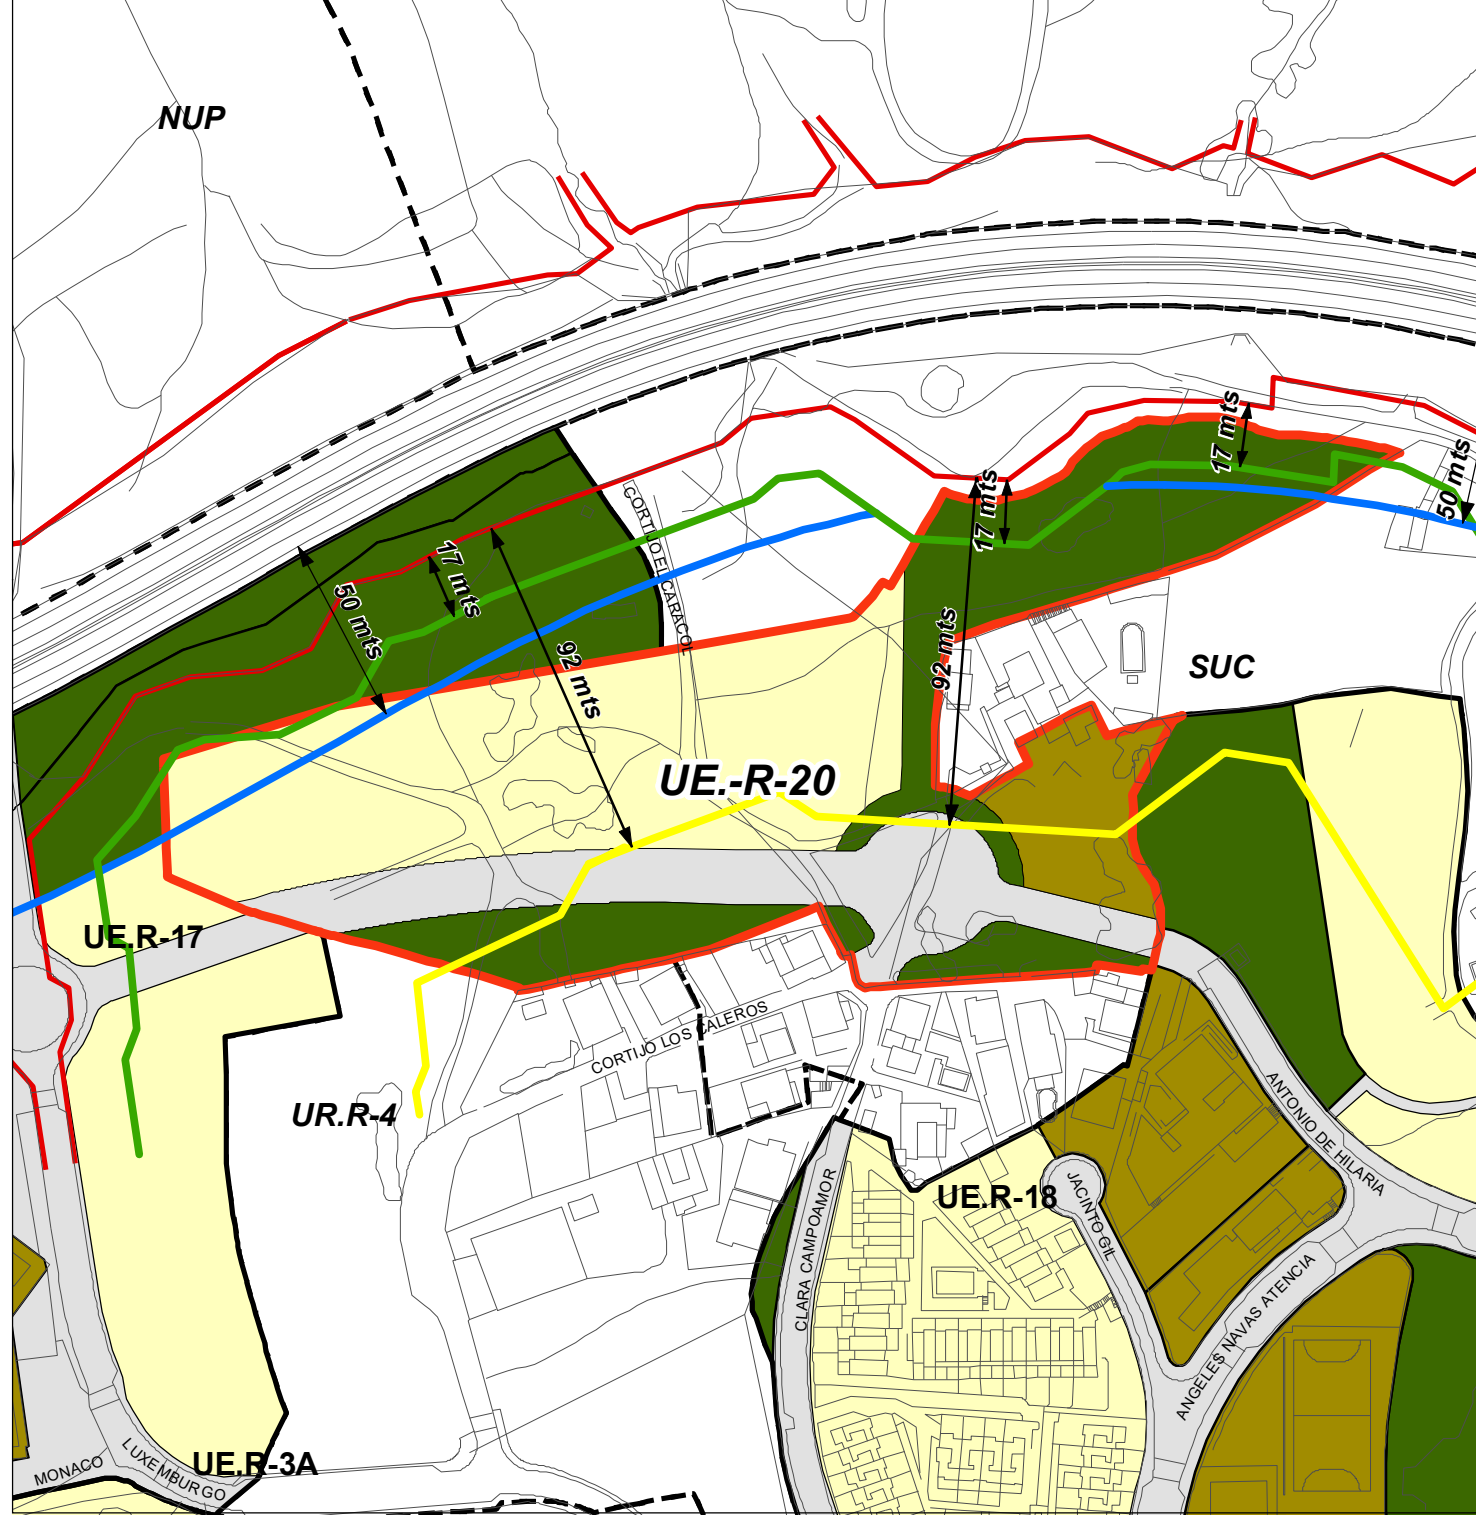 NUP
17 mts
50 mts
17 mts
17 mts
CORTIJO EL CARACOL
50 mts
92 mts
92 mts
SUC
UE.-R-20
UE.R-17
CORTIJO LOS CALEROS
UR.R-4
ANTONIO DE HILARIA
JACINTO GIL
UE.R-18
CLARA CAMPOAMOR
ANGELES NAVAS ATENCIA
MONACO
LUXEMBURGO
UE.R-3A